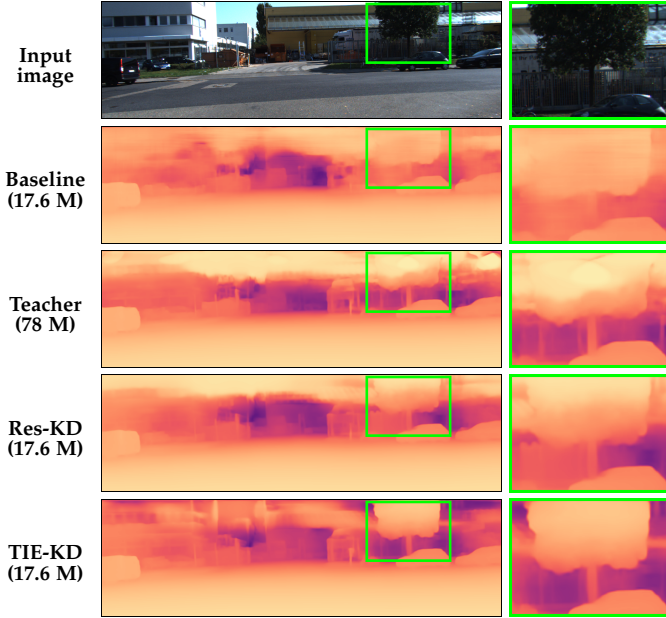 Input
image
Baseline
(17.6 M)
Teacher
(78 M)
Res-KD
(17.6 M)
TIE-KD
(17.6 M)